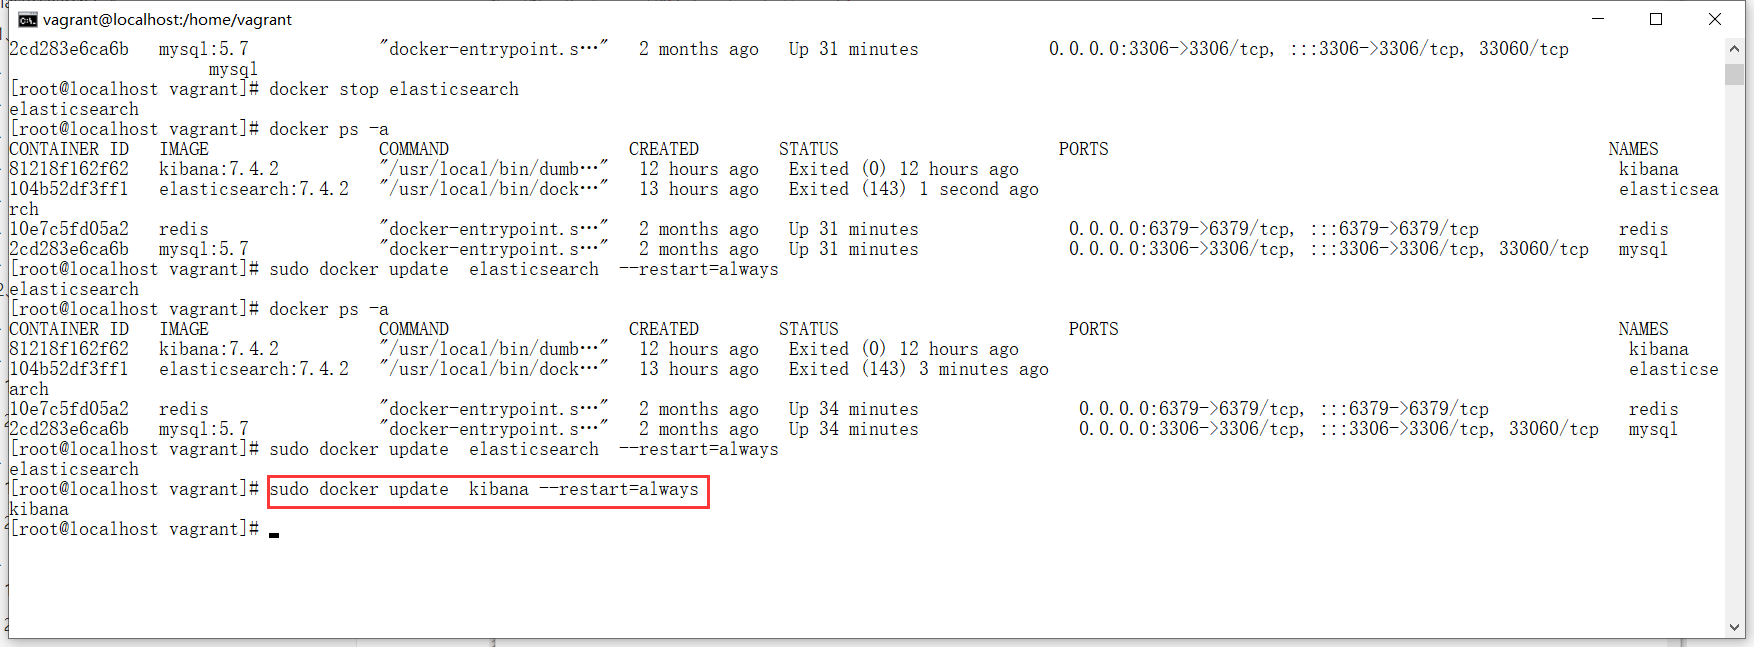 vagrant@localhost:/home/vagrant
2cd283e6ca6b   mysql:5.7             "docker-entrypoint.s…"   2 months ago   Up 31 minutes             0.0.0.0:3306->3306/tcp, :::3306->3306/tcp, 33060/tcp
                    mysql
[root@localhost vagrant]# docker stop elasticsearch
elasticsearch
[root@localhost vagrant]# docker ps -a
CONTAINER ID   IMAGE                 COMMAND                  CREATED        STATUS                      PORTS                                                  NAMES
81218f162f62   kibana:7.4.2          "/usr/local/bin/dumb…"   12 hours ago   Exited (0) 12 hours ago                                                            kibana
104b52df3ff1   elasticsearch:7.4.2   "/usr/local/bin/dock…"   13 hours ago   Exited (143) 1 second ago                                                          elasticsea
rch
10e7c5fd05a2   redis                 "docker-entrypoint.s…"   2 months ago   Up 31 minutes               0.0.0.0:6379->6379/tcp, :::6379->6379/tcp              redis
2cd283e6ca6b   mysql:5.7             "docker-entrypoint.s…"   2 months ago   Up 31 minutes               0.0.0.0:3306->3306/tcp, :::3306->3306/tcp, 33060/tcp   mysql
[root@localhost vagrant]# sudo docker update  elasticsearch  --restart=always
elasticsearch
[root@localhost vagrant]# docker ps -a
CONTAINER ID   IMAGE                 COMMAND                  CREATED        STATUS                       PORTS                                                  NAMES
81218f162f62   kibana:7.4.2          "/usr/local/bin/dumb…"   12 hours ago   Exited (0) 12 hours ago                                                             kibana
104b52df3ff1   elasticsearch:7.4.2   "/usr/local/bin/dock…"   13 hours ago   Exited (143) 3 minutes ago                                                          elasticse
arch
10e7c5fd05a2   redis                 "docker-entrypoint.s…"   2 months ago   Up 34 minutes                0.0.0.0:6379->6379/tcp, :::6379->6379/tcp              redis
2cd283e6ca6b   mysql:5.7             "docker-entrypoint.s…"   2 months ago   Up 34 minutes                0.0.0.0:3306->3306/tcp, :::3306->3306/tcp, 33060/tcp   mysql
[root@localhost vagrant]# sudo docker update  elasticsearch  --restart=always
elasticsearch
[root@localhost vagrant]# sudo docker update  kibana --restart=always
kibana
[root@localhost vagrant]#